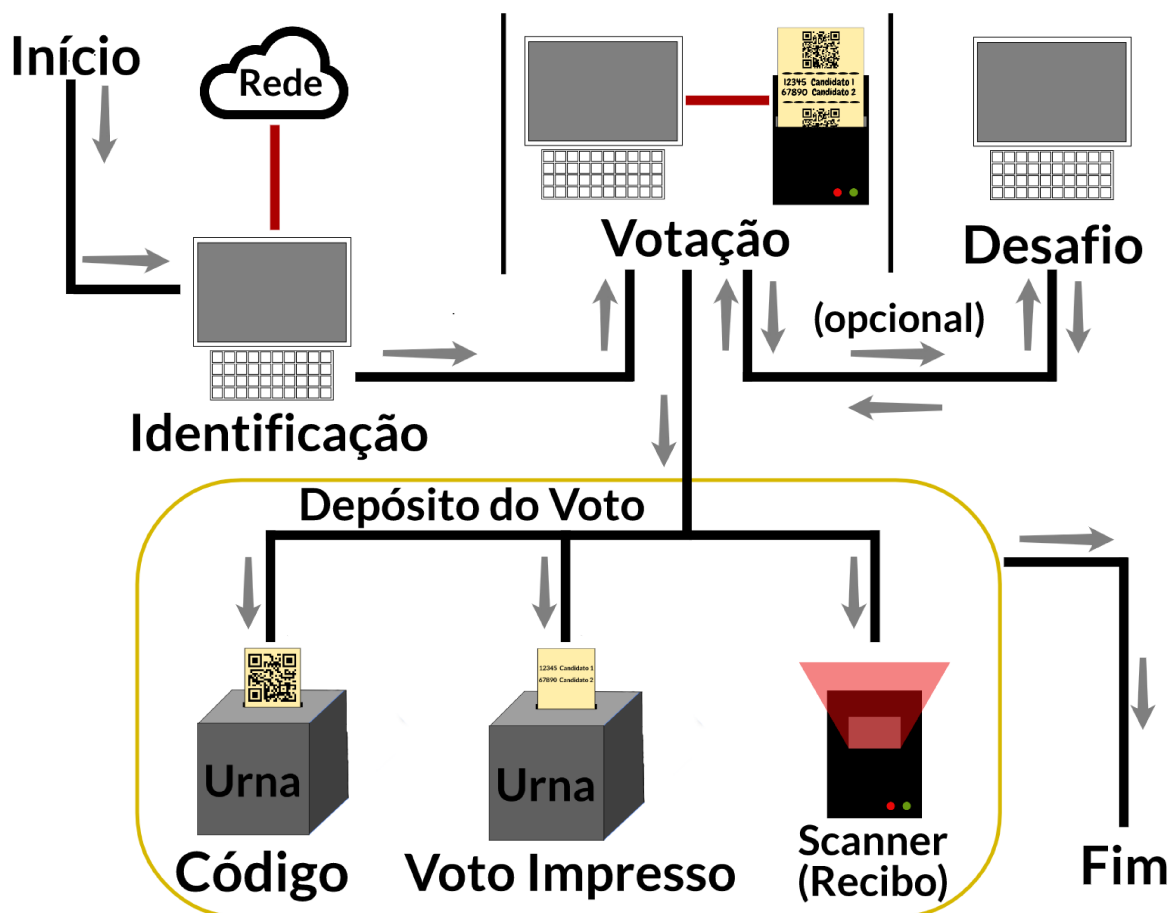 Início
Rede
12345 Candidato 1
67890 Candidato 2
Votação
Desafio
(opcional)
Identificação
Depósito do Voto
12345 Candidato 1
67890 Candidato 2
Urna
Urna
Código
Voto Impresso
Scanner
(Recibo)
Fim